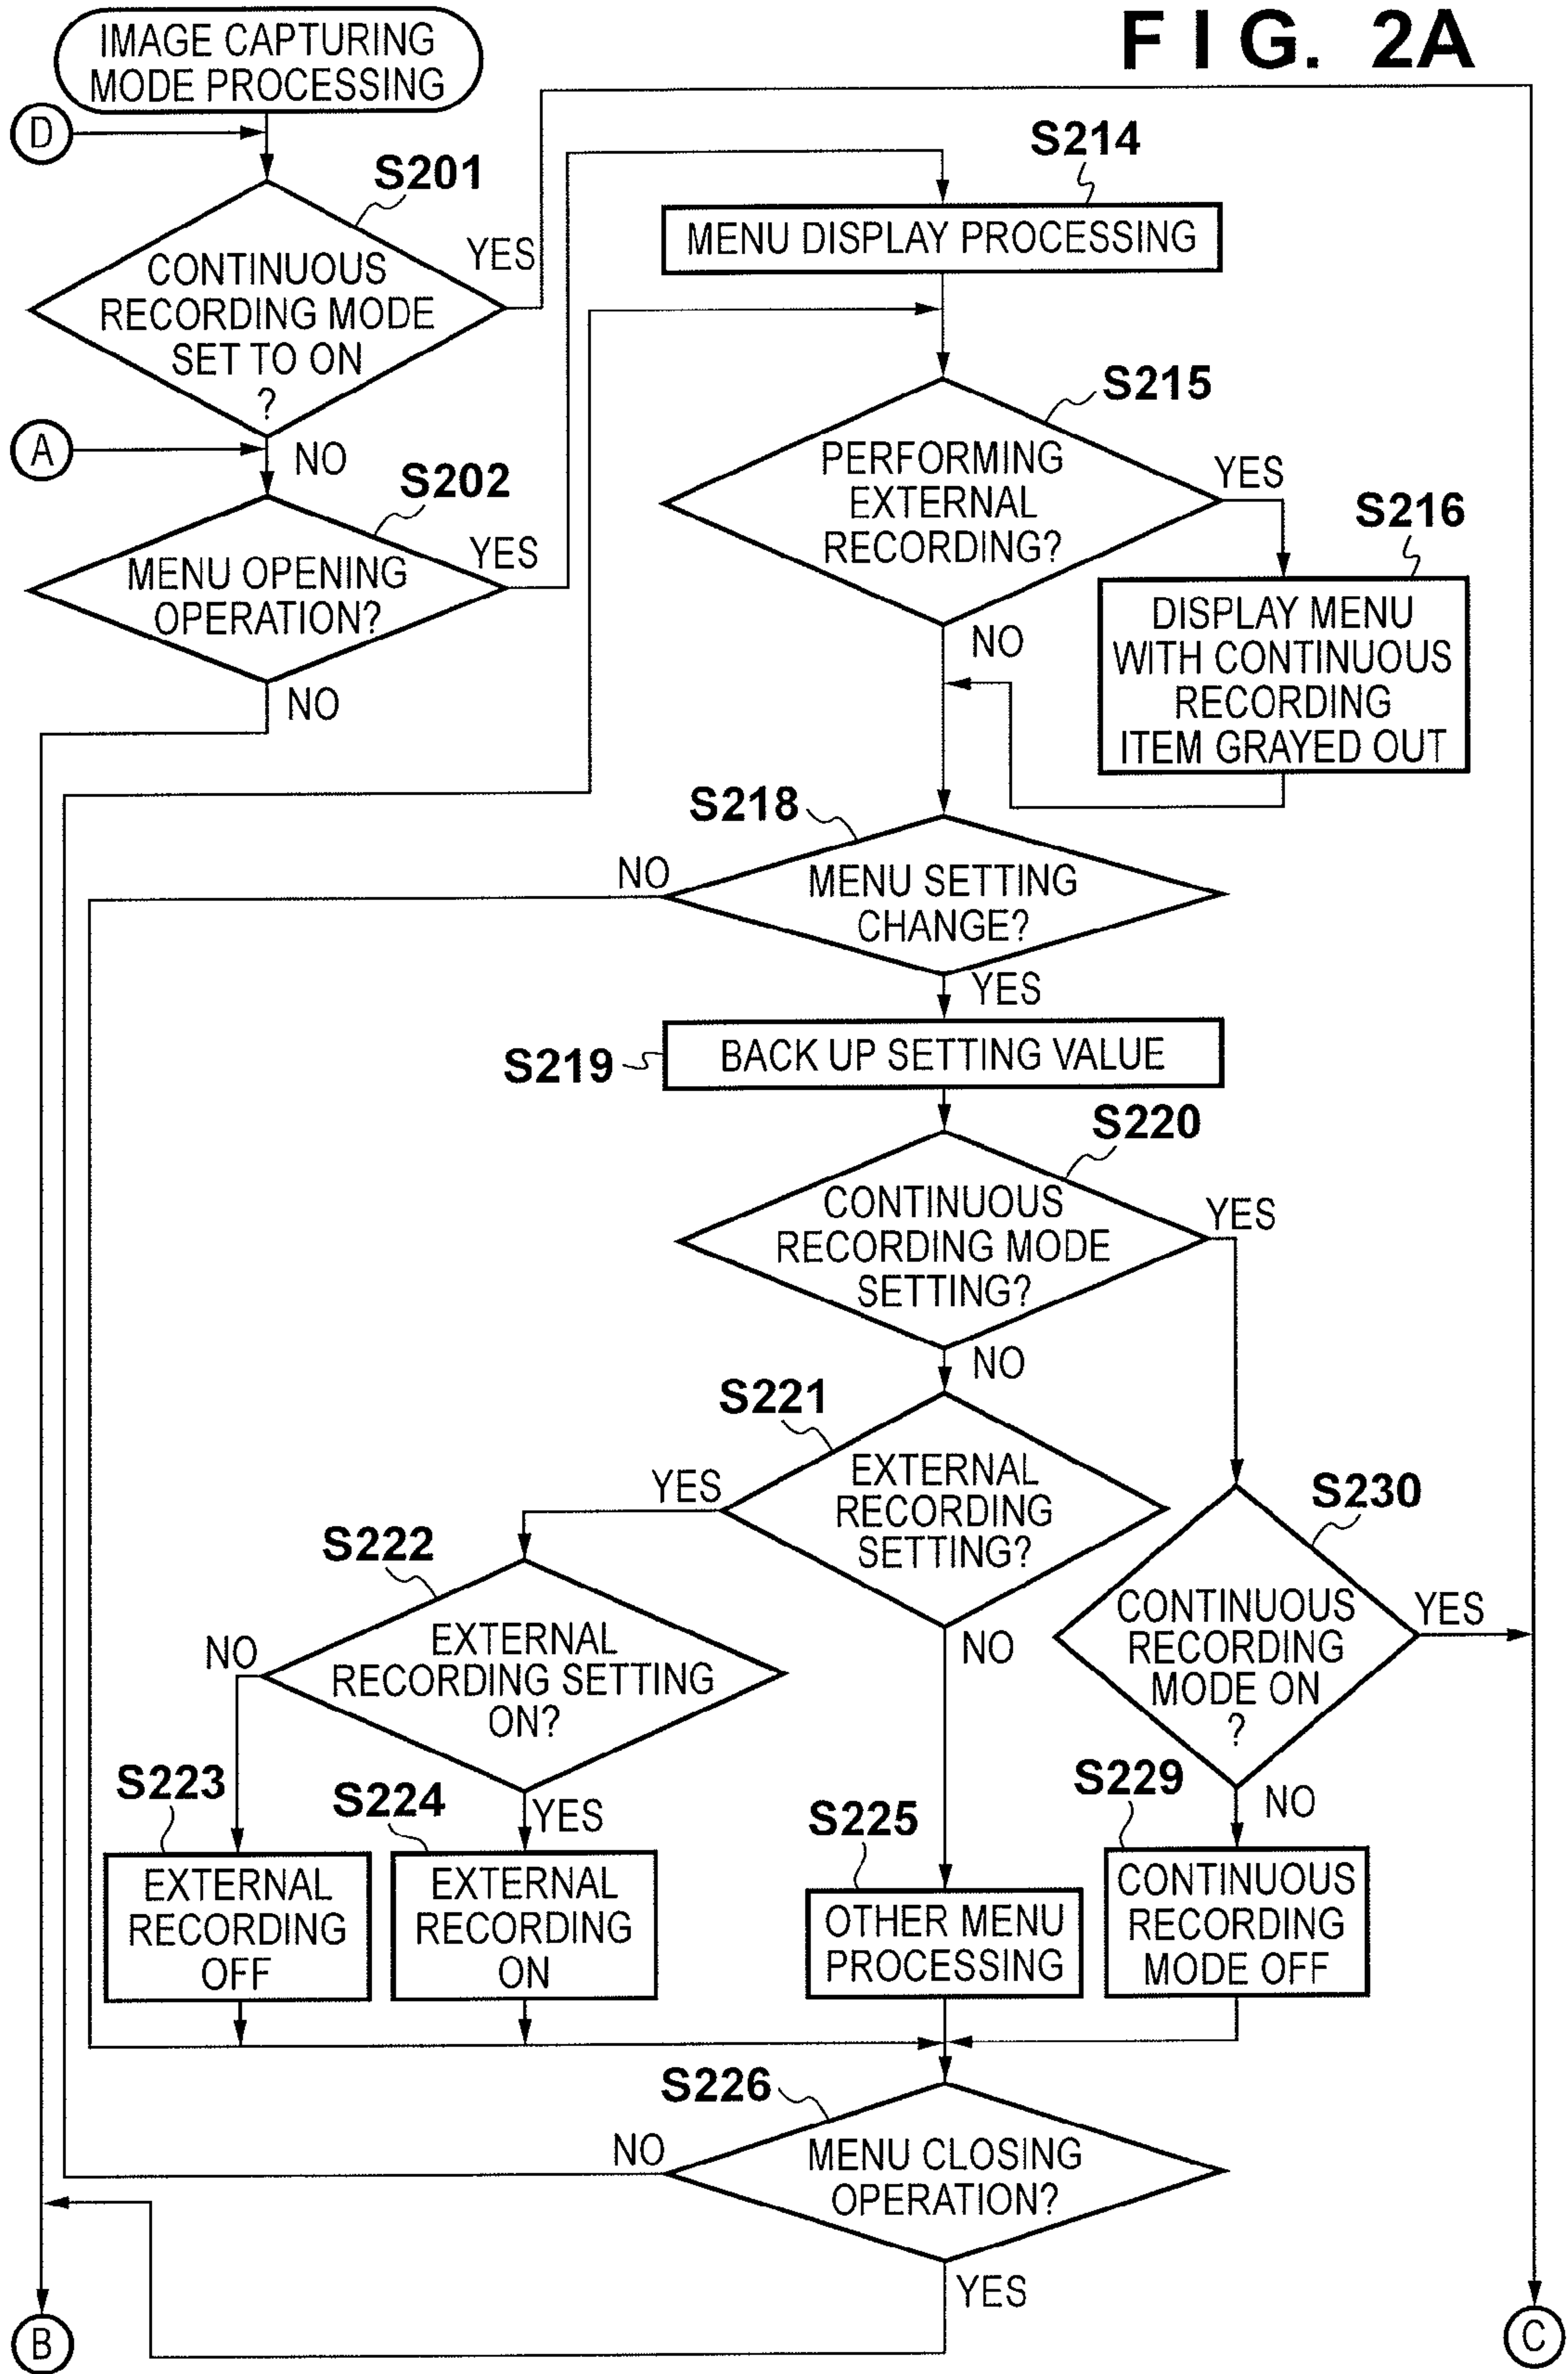 FIG. 2A
IMAGE CAPTURING
MODE PROCESSING
D
S201
CONTINUOUS
RECORDING MODE
SET TO ON
?
YES
NO
A
S202
MENU OPENING
OPERATION?
YES
NO
S214
MENU DISPLAY PROCESSING
S215
PERFORMING
EXTERNAL
RECORDING?
YES
NO
S216
DISPLAY MENU
WITH CONTINUOUS
RECORDING
ITEM GRAYED OUT
S218
MENU SETTING
CHANGE?
NO
YES
S219
BACK UP SETTING VALUE
S220
CONTINUOUS
RECORDING MODE
SETTING?
YES
NO
S221
EXTERNAL
RECORDING
SETTING?
YES
NO
S230
CONTINUOUS
RECORDING
MODE ON
?
YES
NO
S222
EXTERNAL
RECORDING SETTING
ON?
NO
YES
S223
EXTERNAL
RECORDING
OFF
S224
EXTERNAL
RECORDING
ON
S225
OTHER MENU
PROCESSING
S229
CONTINUOUS
RECORDING
MODE OFF
S226
MENU CLOSING
OPERATION?
NO
YES
B
C